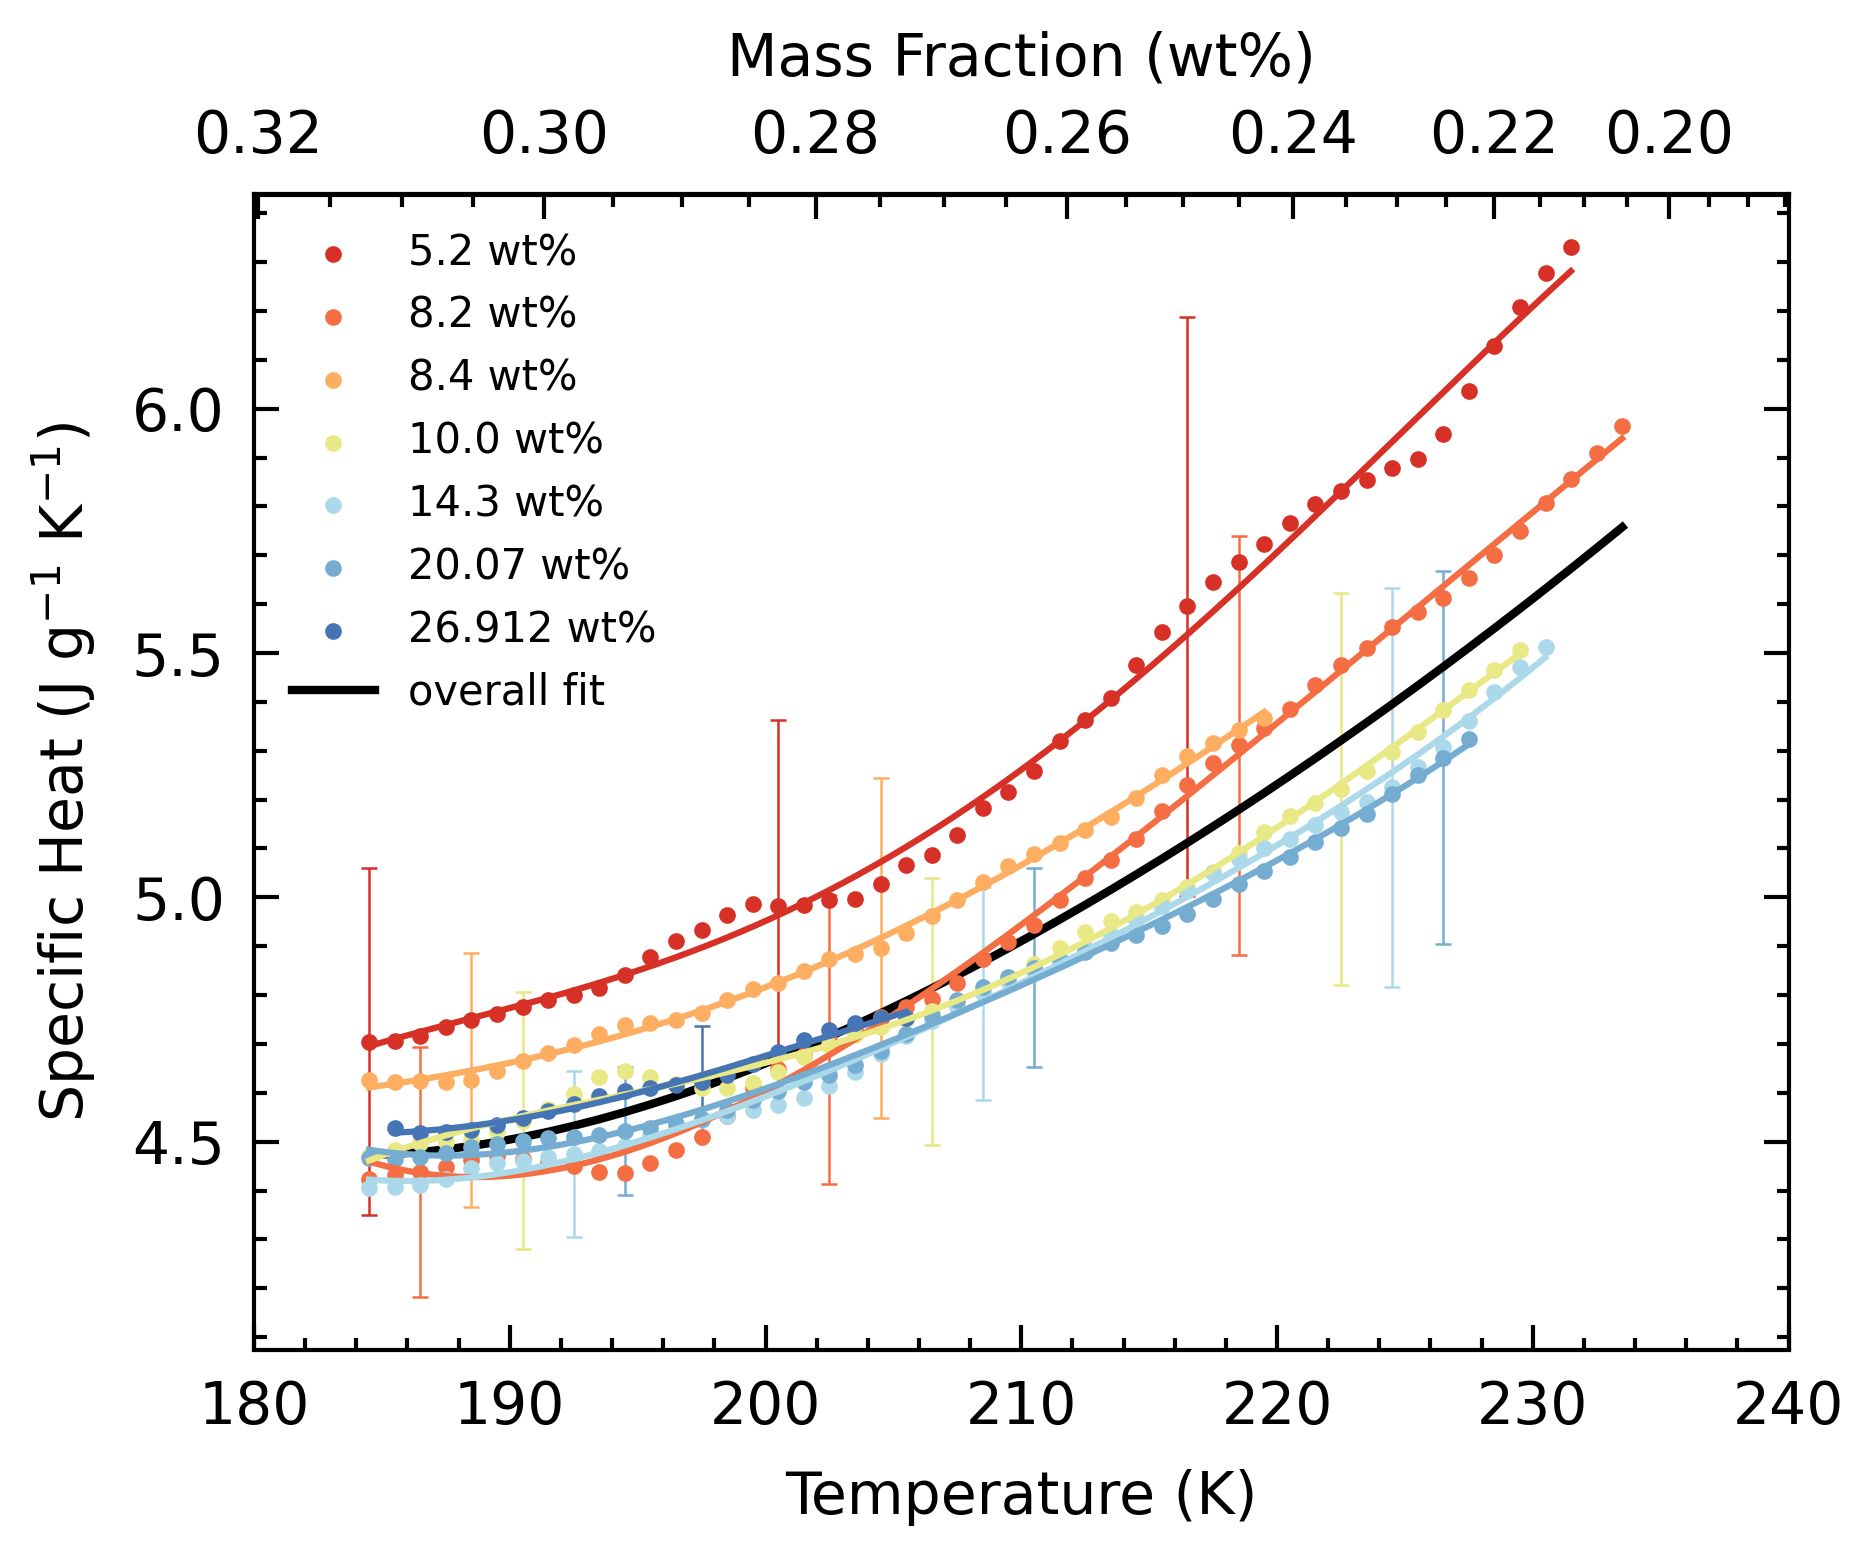 Mass Fraction (wt%)
0.32 0.30 0.28 0.26 0.24 0.22 0.20
5.2 wt%
8.2 wt%
8.4 wt%
10.0 wt%
14.3 wt%
20.07 wt%
26.912 wt%
overall fit
Specific Heat (J g⁻¹ K⁻¹)
6.0
5.5
5.0
4.5
180 190 200 210 220 230 240
Temperature (K)